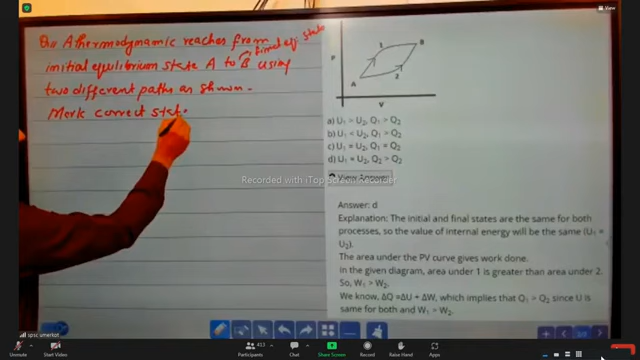 Q:11 A thermodynamic reaches from
initial equilibrium state A to B, final eq: state using
two different paths as shown.
Mark correct stat
P
1
B
A
2
V
a) U₁ > U₂, Q₁ > Q₂
b) U₁ < U₂, Q₁ > Q₂
c) U₁ = U₂, Q₁ = Q₂
d) U₁ = U₂, Q₁ > Q₂
View Answer
Recorded with iTop Screen Recorder
Answer: d
Explanation: The initial and final states are the same for both
processes, so the value of internal energy will be the same (U₁ =
U₂).
The area under the PV curve gives work done.
In the given diagram, area under 1 is greater than area under 2.
So, W₁ > W₂.
We know, ΔQ =ΔU + ΔW, which implies that Q₁ > Q₂ since U is
same for both and W₁ > W₂.
spsc umerkot
Mute
Start Video
Participants
413
Chat
Share Screen
Record
Raise Hand
Apps